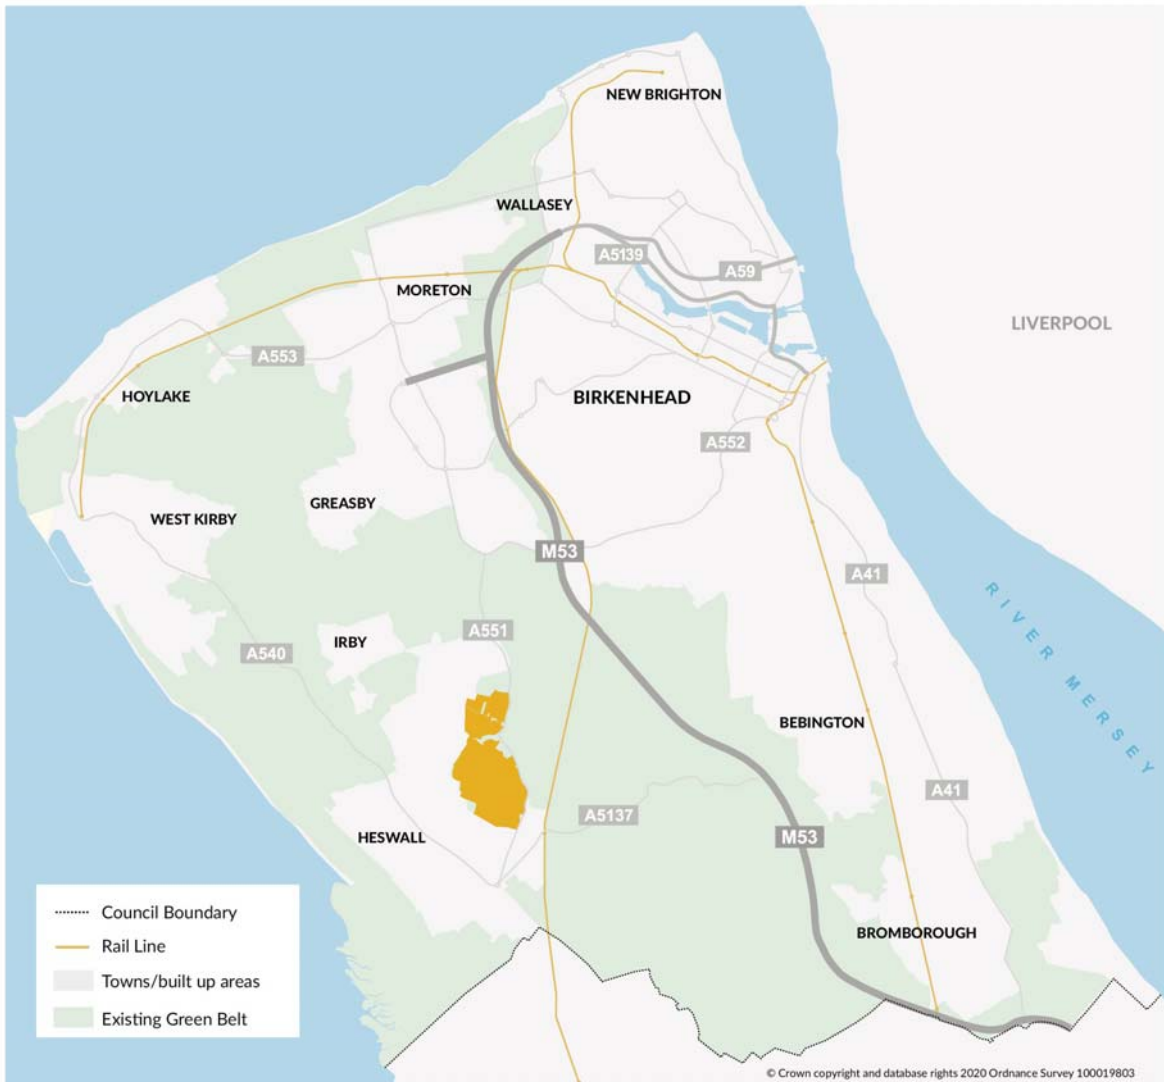 NEW BRIGHTON
WALLASEY
A5139
A59
MORETON
LIVERPOOL
A553
HOYLAKE
BIRKENHEAD
A552
GREASBY
WEST KIRBY
M53
A41
RIVER MERSEY
A551
IRBY
A540
BEBINGTON
A41
A5137
HESWALL
M53
BROMBOROUGH
Council Boundary
Rail Line
Towns/built up areas
Existing Green Belt
© Crown copyright and database rights 2020 Ordnance Survey 100019803